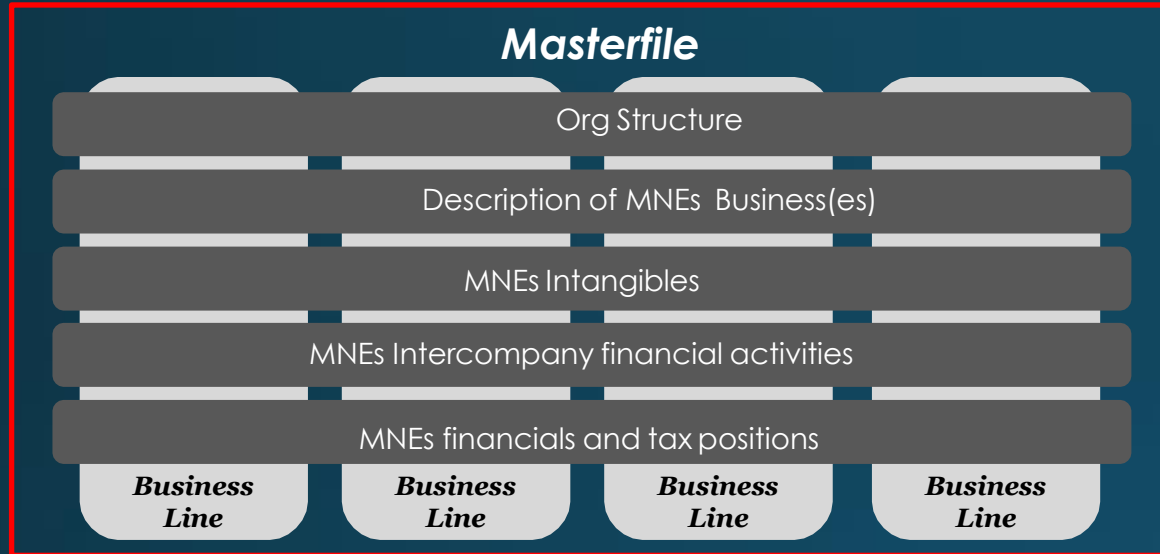 Masterfile
Org Structure
Description of MNEs Business(es)
MNEs Intangibles
MNEs Intercompany financial activities
MNEs financials and tax positions
Business
Line
Business
Line
Business
Line
Business
Line